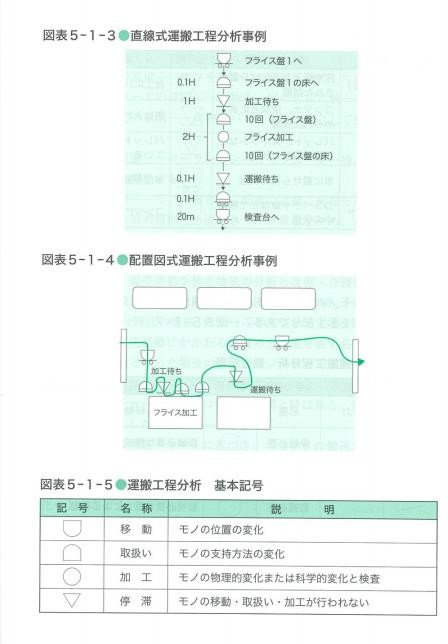 図表5-1-3●直線式運搬工程分析事例
フライス盤1へ
0.1H フライス盤1の床へ
1H 加工待ち
10回（フライス盤）
2H フライス加工
10回（フライス盤の床）
0.1H 運搬待ち
0.1H
20m 検査台へ
図表5-1-4●配置図式運搬工程分析事例
加工待ち
運搬待ち
フライス加工
図表5-1-5●運搬工程分析 基本記号
記 号 名 称 説 明
移 動 モノの位置の変化
取扱い モノの支持方法の変化
加 工 モノの物理的変化または科学的変化と検査
停 滞 モノの移動・取扱い・加工が行われない